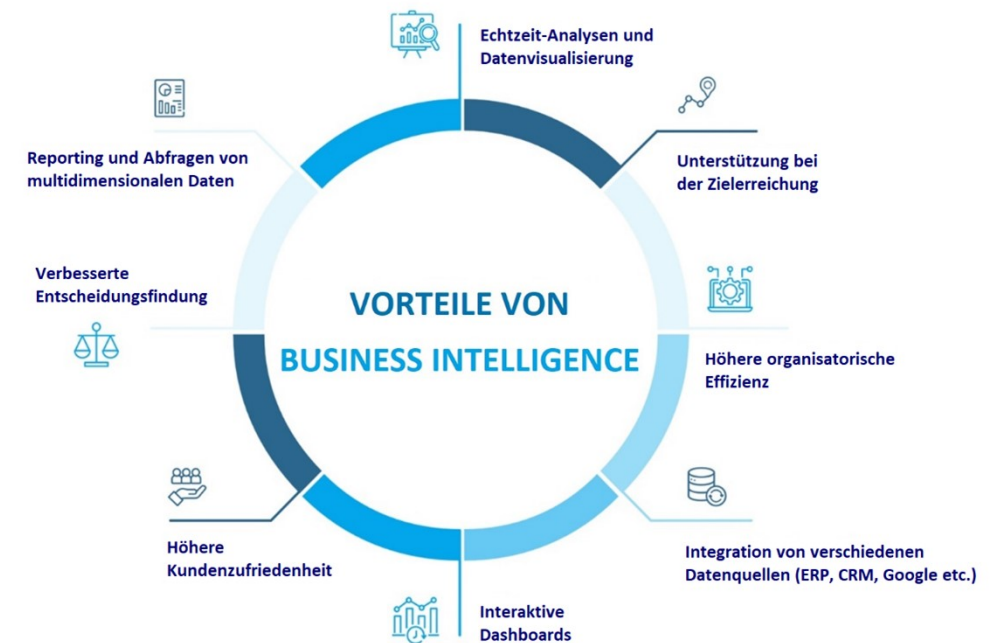 Echtzeit-Analysen und
Datenvisualisierung
Unterstützung bei
der Zielerreichung
Höhere organisatorische
Effizienz
Integration von verschiedenen
Datenquellen (ERP, CRM, Google etc.)
Interaktive
Dashboards
Höhere
Kundenzufriedenheit
Verbesserte
Entscheidungsfindung
Reporting und Abfragen von
multidimensionalen Daten
VORTEILE VON
BUSINESS INTELLIGENCE